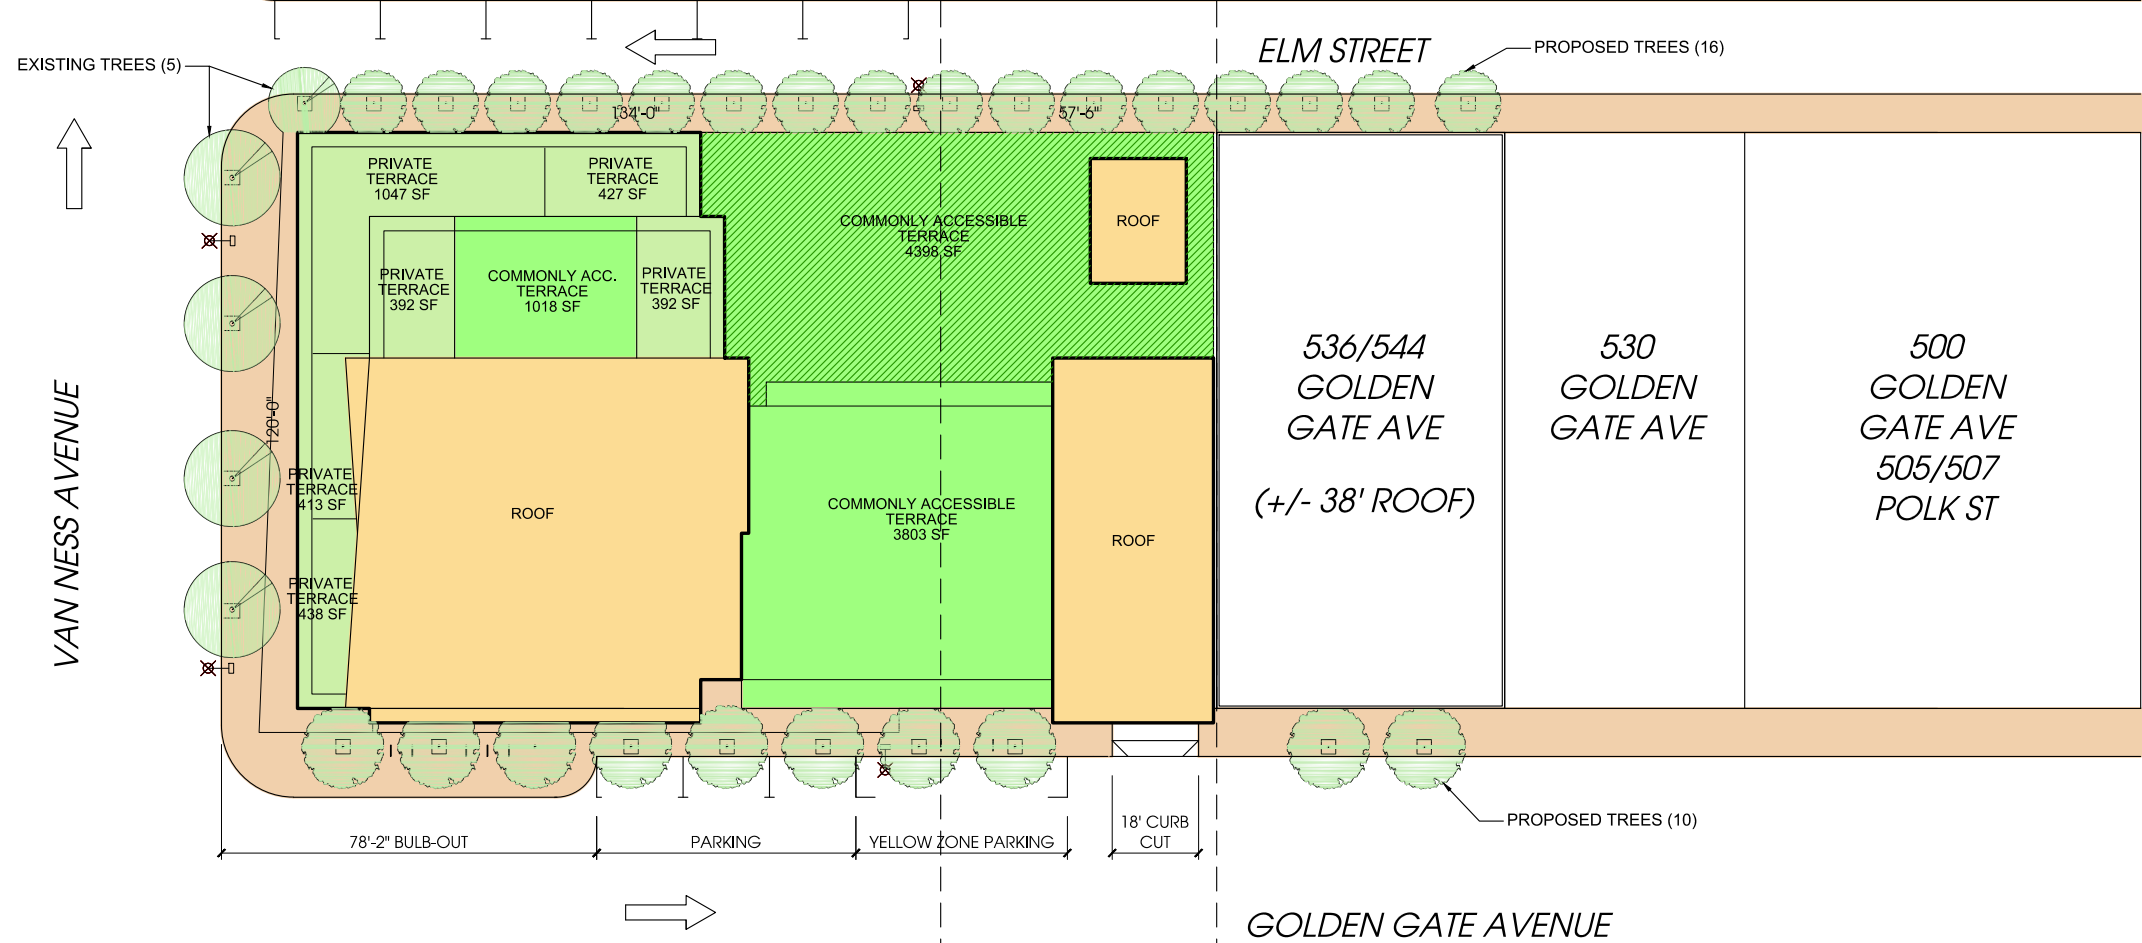 ELM STREET
PROPOSED TREES (16)
EXISTING TREES (5)
134'-0"
57'-6"
PRIVATE
TERRACE
1047 SF
PRIVATE
TERRACE
427 SF
COMMONLY ACCESSIBLE
TERRACE
4398 SF
ROOF
PRIVATE
TERRACE
392 SF
COMMONLY ACC.
TERRACE
1018 SF
PRIVATE
TERRACE
392 SF
536/544
GOLDEN
GATE AVE
(+/- 38' ROOF)
530
GOLDEN
GATE AVE
500
GOLDEN
GATE AVE
505/507
POLK ST
VAN NESS AVENUE
120'-0"
PRIVATE
TERRACE
413 SF
ROOF
COMMONLY ACCESSIBLE
TERRACE
3803 SF
ROOF
PRIVATE
TERRACE
438 SF
78'-2" BULB-OUT
PARKING
YELLOW ZONE PARKING
18' CURB
CUT
PROPOSED TREES (10)
GOLDEN GATE AVENUE